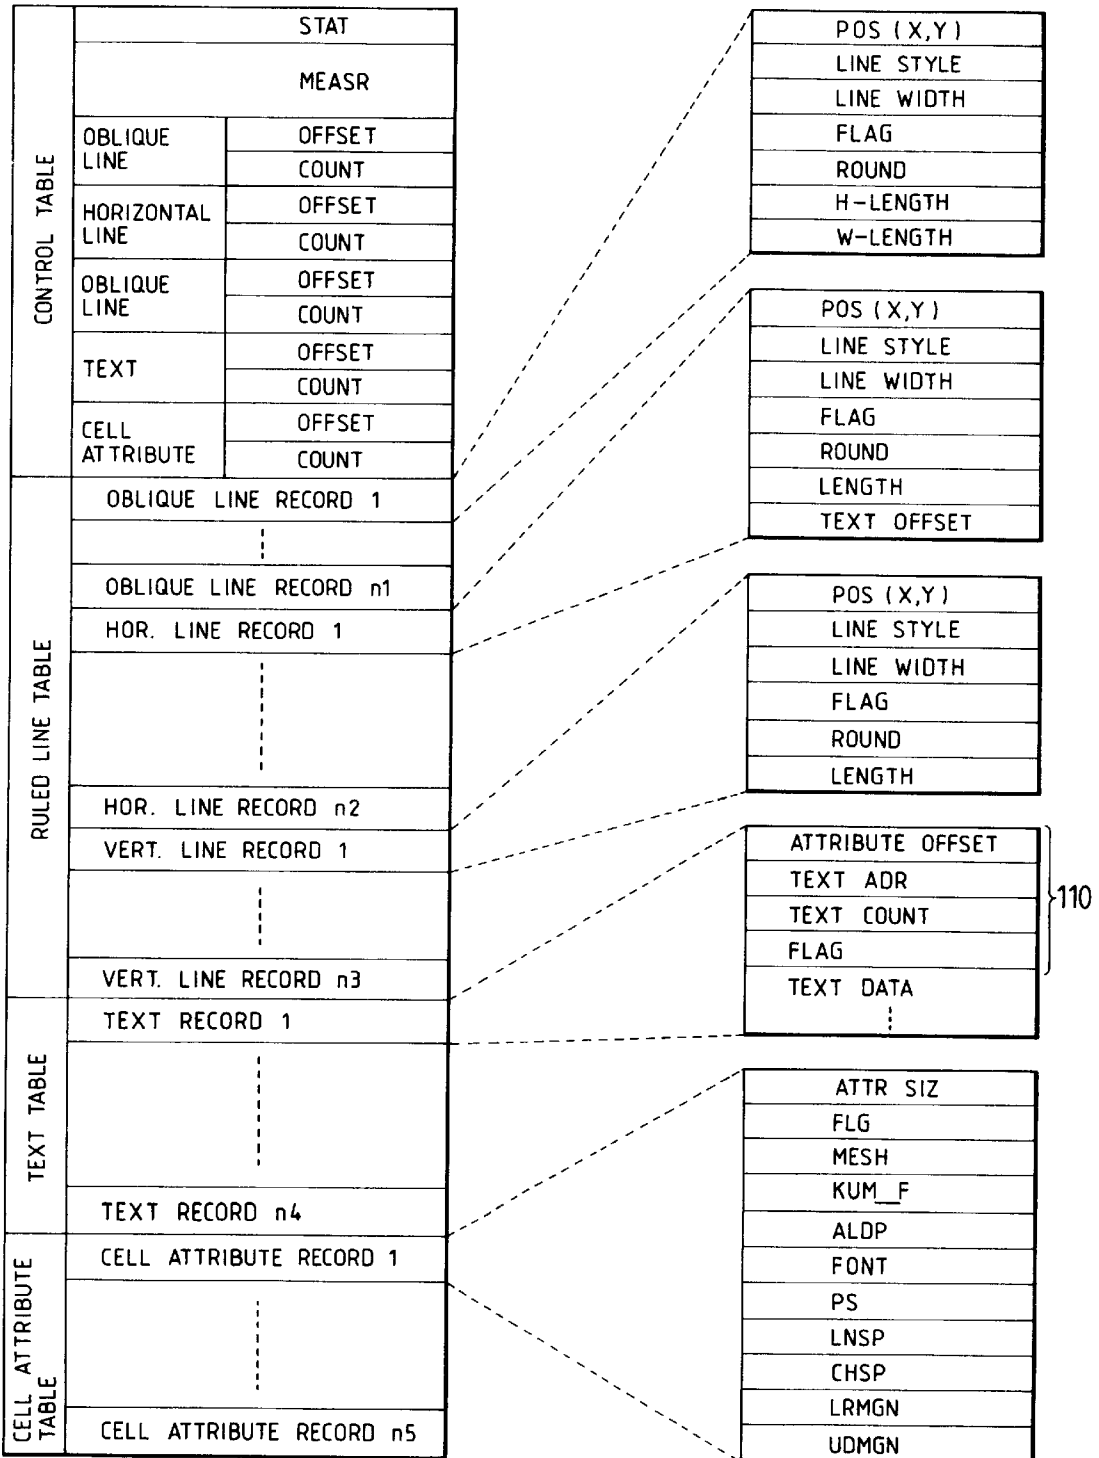 CONTROL TABLE
STAT
MEASR
OBLIQUE
LINE
OFFSET
COUNT
HORIZONTAL
LINE
OFFSET
COUNT
OBLIQUE
LINE
OFFSET
COUNT
TEXT
OFFSET
COUNT
CELL
ATTRIBUTE
OFFSET
COUNT
RULED LINE TABLE
OBLIQUE LINE RECORD 1
OBLIQUE LINE RECORD n1
HOR. LINE RECORD 1
HOR. LINE RECORD n2
VERT. LINE RECORD 1
VERT. LINE RECORD n3
TEXT TABLE
TEXT RECORD 1
TEXT RECORD n4
CELL ATTRIBUTE
TABLE
CELL ATTRIBUTE RECORD 1
CELL ATTRIBUTE RECORD n5
POS (X,Y)
LINE STYLE
LINE WIDTH
FLAG
ROUND
H-LENGTH
W-LENGTH
POS (X,Y)
LINE STYLE
LINE WIDTH
FLAG
ROUND
LENGTH
TEXT OFFSET
POS (X,Y)
LINE STYLE
LINE WIDTH
FLAG
ROUND
LENGTH
ATTRIBUTE OFFSET
TEXT ADR
TEXT COUNT
FLAG
TEXT DATA
110
ATTR SIZ
FLG
MESH
KUM_F
ALDP
FONT
PS
LNSP
CHSP
LRMGN
UDMGN